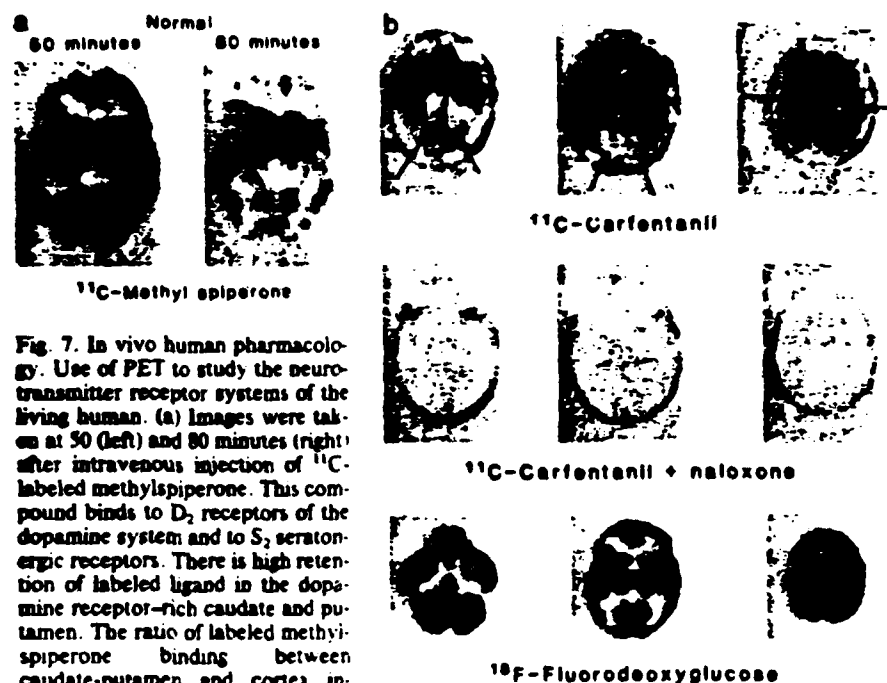 a
Normal
50 minutes 80 minutes
11C-Methyl spiperone
Fig. 7. In vivo human pharmacolo-
gy. Use of PET to study the neuro-
transmitter receptor systems of the
living human. (a) Images were tak-
en at 50 (left) and 80 minutes (right)
after intravenous injection of 11C-
labeled methylspiperone. This com-
pound binds to D2 receptors of the
dopamine system and to S2 seraton-
ergic receptors. There is high reten-
tion of labeled ligand in the dopa-
mine receptor–rich caudate and pu-
tamen. The ratio of labeled methyl-
spiperone binding between
caudate-putamen and cortex in-
b
11C-Carfentanil
11C-Carfentanil + naloxone
18F-Fluorodeoxyglucose